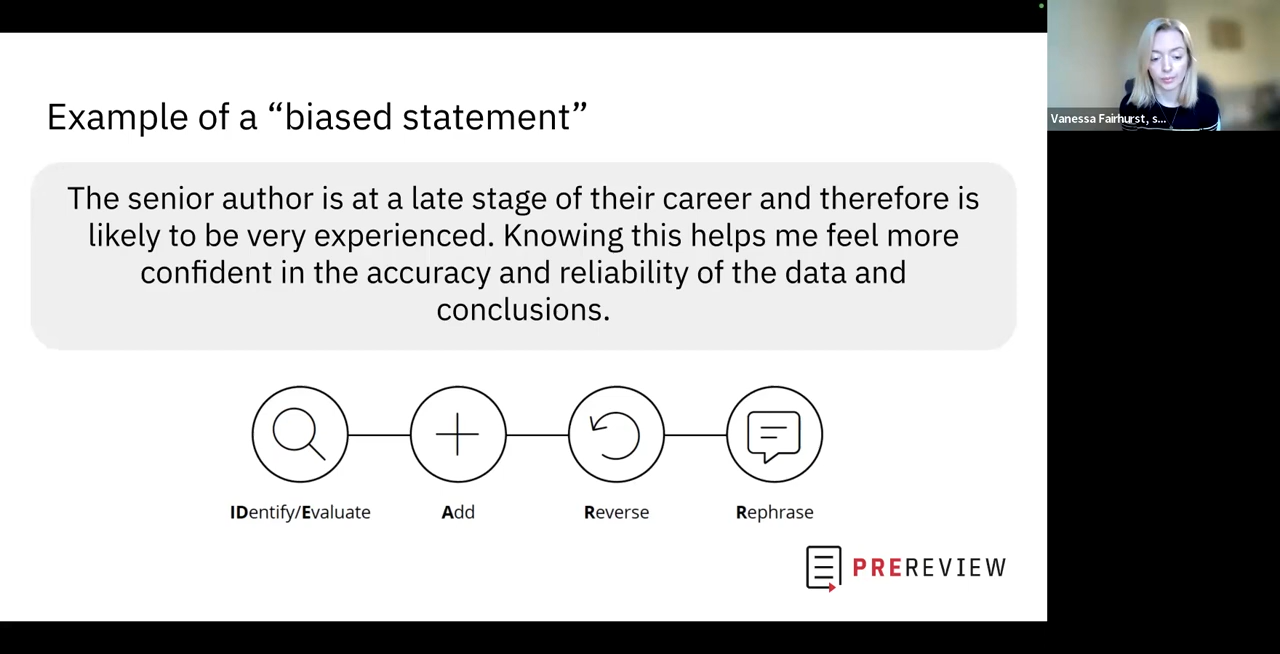 Example of a “biased statement”
The senior author is at a late stage of their career and therefore is
likely to be very experienced. Knowing this helps me feel more
confident in the accuracy and reliability of the data and
conclusions.
IDentify/Evaluate
Add
Reverse
Rephrase
PREREVIEW
Vanessa Fairhurst, s...